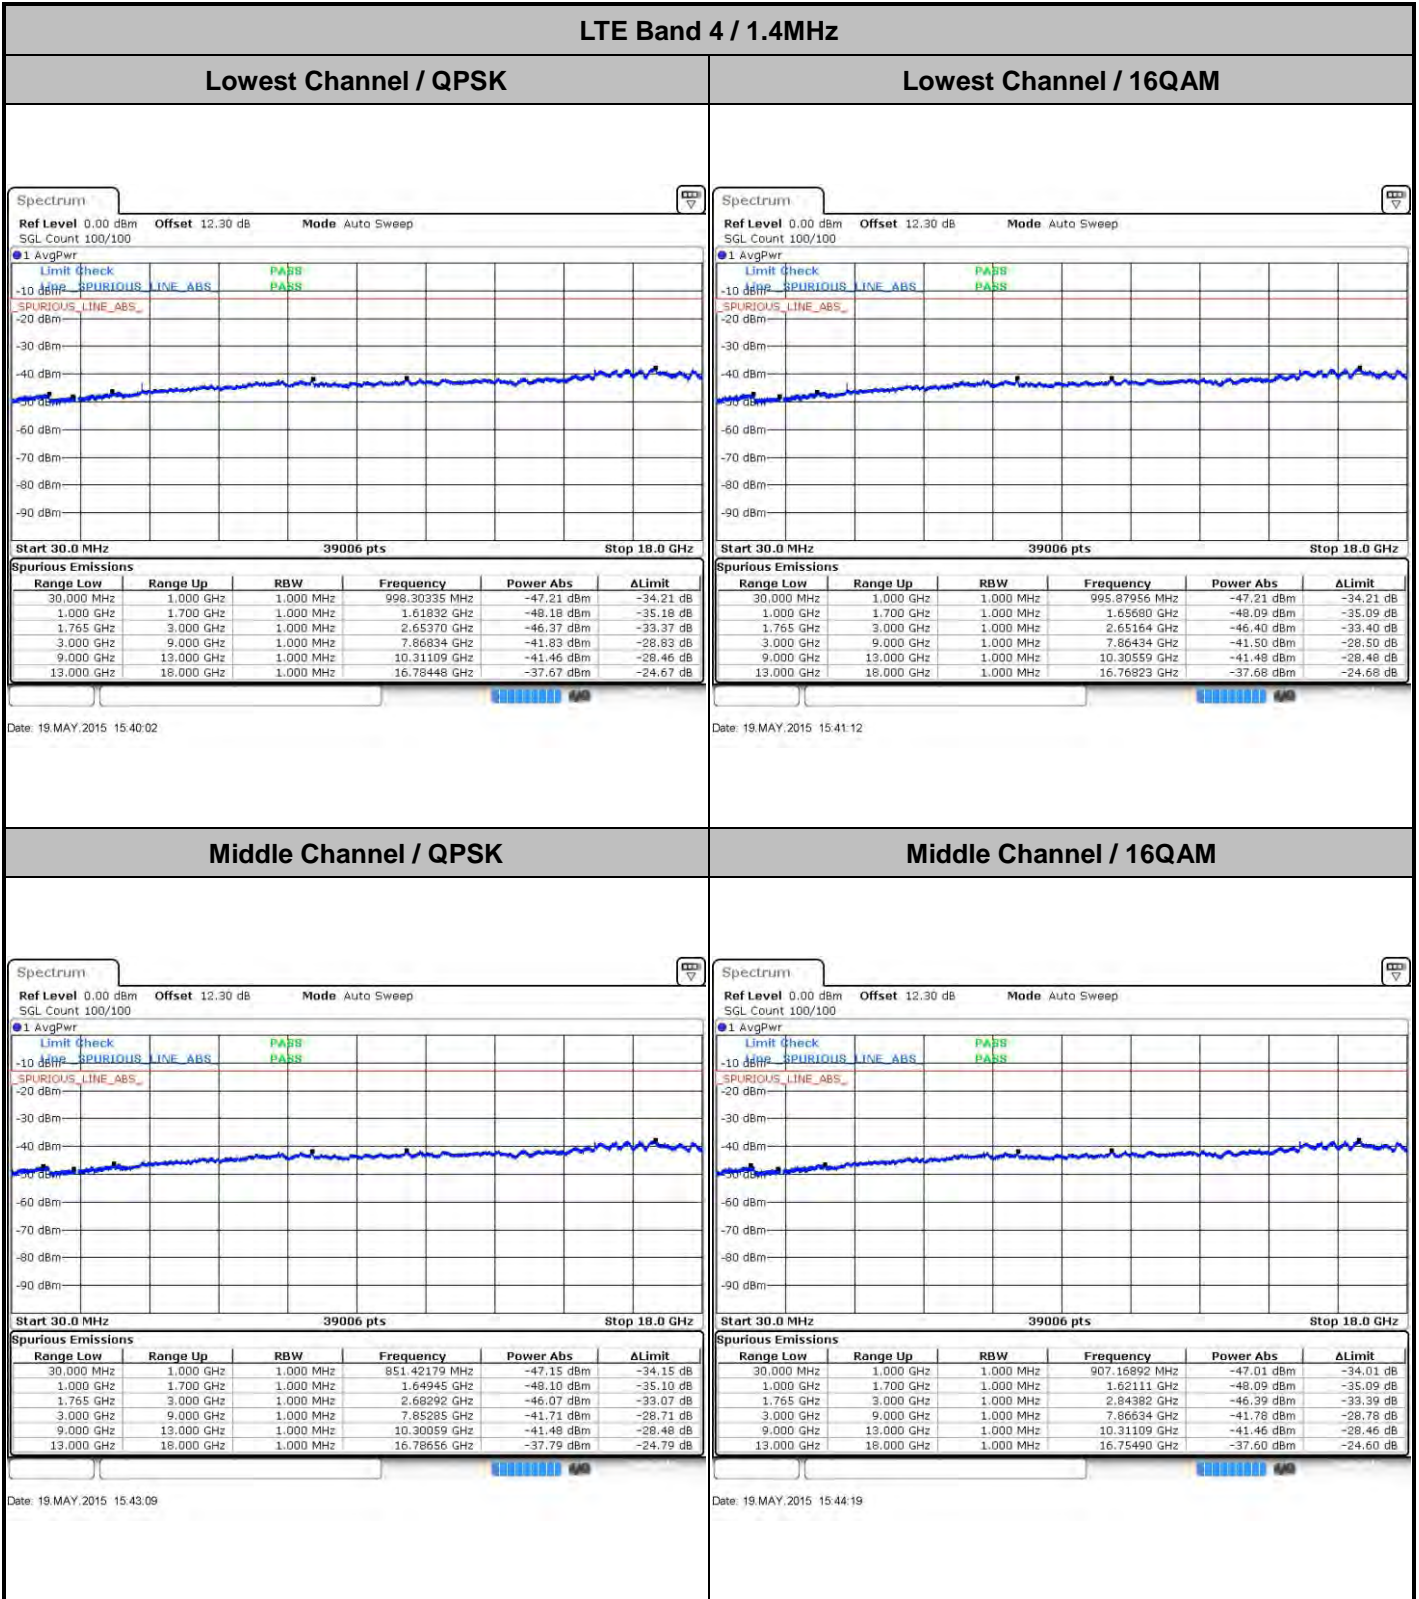 LTE Band 4 / 1.4MHz
Lowest Channel / QPSK
Lowest Channel / 16QAM
Spectrum
Ref Level 0.00 dBm Offset 12.30 dB Mode Auto Sweep
SGL Count 100/100
1 AvgPwr
Limit Check PASS
Line _SPURIOUS_LINE_ABS_ PASS
-10 dBm
_SPURIOUS_LINE_ABS_
-20 dBm
-30 dBm
-40 dBm
-50 dBm
-60 dBm
-70 dBm
-80 dBm
-90 dBm
Start 30.0 MHz 39006 pts Stop 18.0 GHz
Spurious Emissions
Range Low Range Up RBW Frequency Power Abs ΔLimit
30.000 MHz 1.000 GHz 1.000 MHz 998.30335 MHz -47.21 dBm -34.21 dB
1.000 GHz 1.700 GHz 1.000 MHz 1.61832 GHz -48.18 dBm -35.18 dB
1.765 GHz 3.000 GHz 1.000 MHz 2.65370 GHz -46.37 dBm -33.37 dB
3.000 GHz 9.000 GHz 1.000 MHz 7.86834 GHz -41.83 dBm -28.83 dB
9.000 GHz 13.000 GHz 1.000 MHz 10.31109 GHz -41.46 dBm -28.46 dB
13.000 GHz 18.000 GHz 1.000 MHz 16.78448 GHz -37.67 dBm -24.67 dB
Date: 19.MAY.2015 15:40:02
Spectrum
Ref Level 0.00 dBm Offset 12.30 dB Mode Auto Sweep
SGL Count 100/100
1 AvgPwr
Limit Check PASS
Line _SPURIOUS_LINE_ABS_ PASS
-10 dBm
_SPURIOUS_LINE_ABS_
-20 dBm
-30 dBm
-40 dBm
-50 dBm
-60 dBm
-70 dBm
-80 dBm
-90 dBm
Start 30.0 MHz 39006 pts Stop 18.0 GHz
Spurious Emissions
Range Low Range Up RBW Frequency Power Abs ΔLimit
30.000 MHz 1.000 GHz 1.000 MHz 995.87956 MHz -47.21 dBm -34.21 dB
1.000 GHz 1.700 GHz 1.000 MHz 1.65680 GHz -48.09 dBm -35.09 dB
1.765 GHz 3.000 GHz 1.000 MHz 2.65164 GHz -46.40 dBm -33.40 dB
3.000 GHz 9.000 GHz 1.000 MHz 7.86434 GHz -41.50 dBm -28.50 dB
9.000 GHz 13.000 GHz 1.000 MHz 10.30559 GHz -41.48 dBm -28.48 dB
13.000 GHz 18.000 GHz 1.000 MHz 16.76823 GHz -37.68 dBm -24.68 dB
Date: 19.MAY.2015 15:41:12
Middle Channel / QPSK
Middle Channel / 16QAM
Spectrum
Ref Level 0.00 dBm Offset 12.30 dB Mode Auto Sweep
SGL Count 100/100
1 AvgPwr
Limit Check PASS
Line _SPURIOUS_LINE_ABS_ PASS
-10 dBm
_SPURIOUS_LINE_ABS_
-20 dBm
-30 dBm
-40 dBm
-50 dBm
-60 dBm
-70 dBm
-80 dBm
-90 dBm
Start 30.0 MHz 39006 pts Stop 18.0 GHz
Spurious Emissions
Range Low Range Up RBW Frequency Power Abs ΔLimit
30.000 MHz 1.000 GHz 1.000 MHz 851.42179 MHz -47.15 dBm -34.15 dB
1.000 GHz 1.700 GHz 1.000 MHz 1.64945 GHz -48.10 dBm -35.10 dB
1.765 GHz 3.000 GHz 1.000 MHz 2.68292 GHz -46.07 dBm -33.07 dB
3.000 GHz 9.000 GHz 1.000 MHz 7.85285 GHz -41.71 dBm -28.71 dB
9.000 GHz 13.000 GHz 1.000 MHz 10.30059 GHz -41.48 dBm -28.48 dB
13.000 GHz 18.000 GHz 1.000 MHz 16.78656 GHz -37.79 dBm -24.79 dB
Date: 19.MAY.2015 15:43:09
Spectrum
Ref Level 0.00 dBm Offset 12.30 dB Mode Auto Sweep
SGL Count 100/100
1 AvgPwr
Limit Check PASS
Line _SPURIOUS_LINE_ABS_ PASS
-10 dBm
_SPURIOUS_LINE_ABS_
-20 dBm
-30 dBm
-40 dBm
-50 dBm
-60 dBm
-70 dBm
-80 dBm
-90 dBm
Start 30.0 MHz 39006 pts Stop 18.0 GHz
Spurious Emissions
Range Low Range Up RBW Frequency Power Abs ΔLimit
30.000 MHz 1.000 GHz 1.000 MHz 907.16892 MHz -47.01 dBm -34.01 dB
1.000 GHz 1.700 GHz 1.000 MHz 1.62111 GHz -48.09 dBm -35.09 dB
1.765 GHz 3.000 GHz 1.000 MHz 2.84382 GHz -46.39 dBm -33.39 dB
3.000 GHz 9.000 GHz 1.000 MHz 7.86634 GHz -41.78 dBm -28.78 dB
9.000 GHz 13.000 GHz 1.000 MHz 10.31109 GHz -41.46 dBm -28.46 dB
13.000 GHz 18.000 GHz 1.000 MHz 16.75490 GHz -37.60 dBm -24.60 dB
Date: 19.MAY.2015 15:44:19